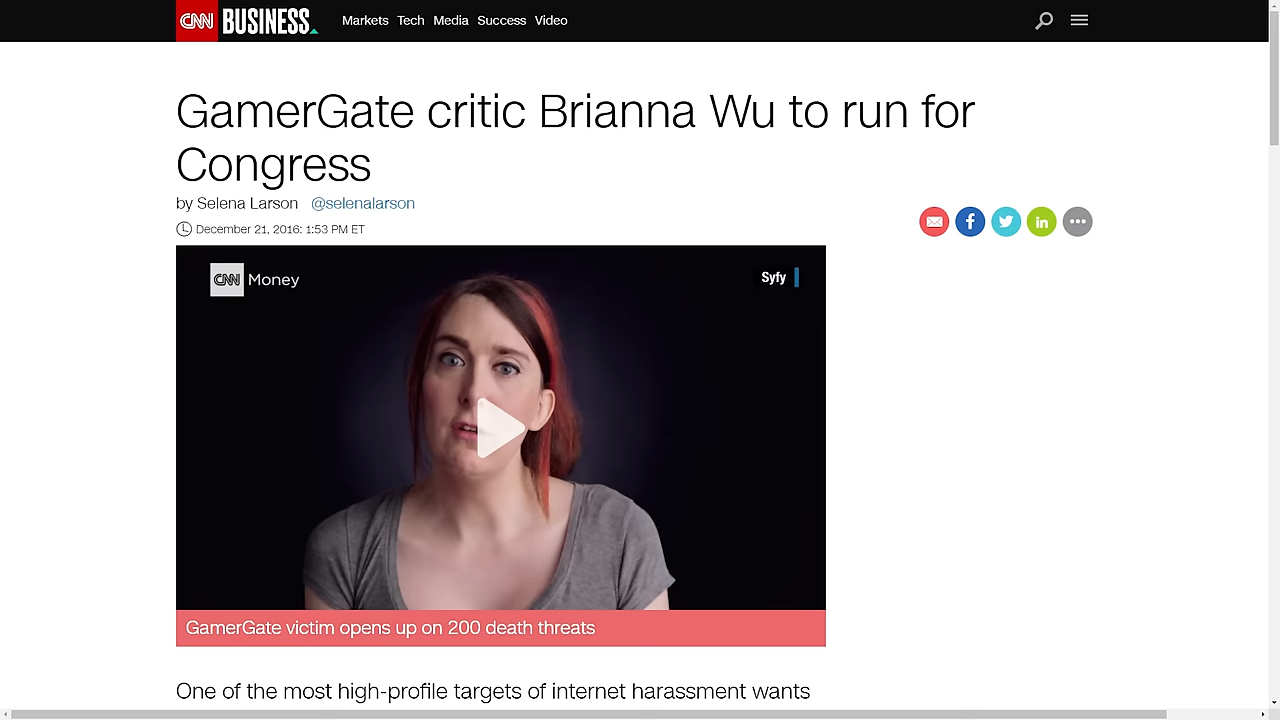 CNN BUSINESS Markets Tech Media Success Video
GamerGate critic Brianna Wu to run for
Congress
by Selena Larson @selenalarson
December 21, 2016: 1:53 PM ET
CNN Money
Syfy
GamerGate victim opens up on 200 death threats
One of the most high-profile targets of internet harassment wants